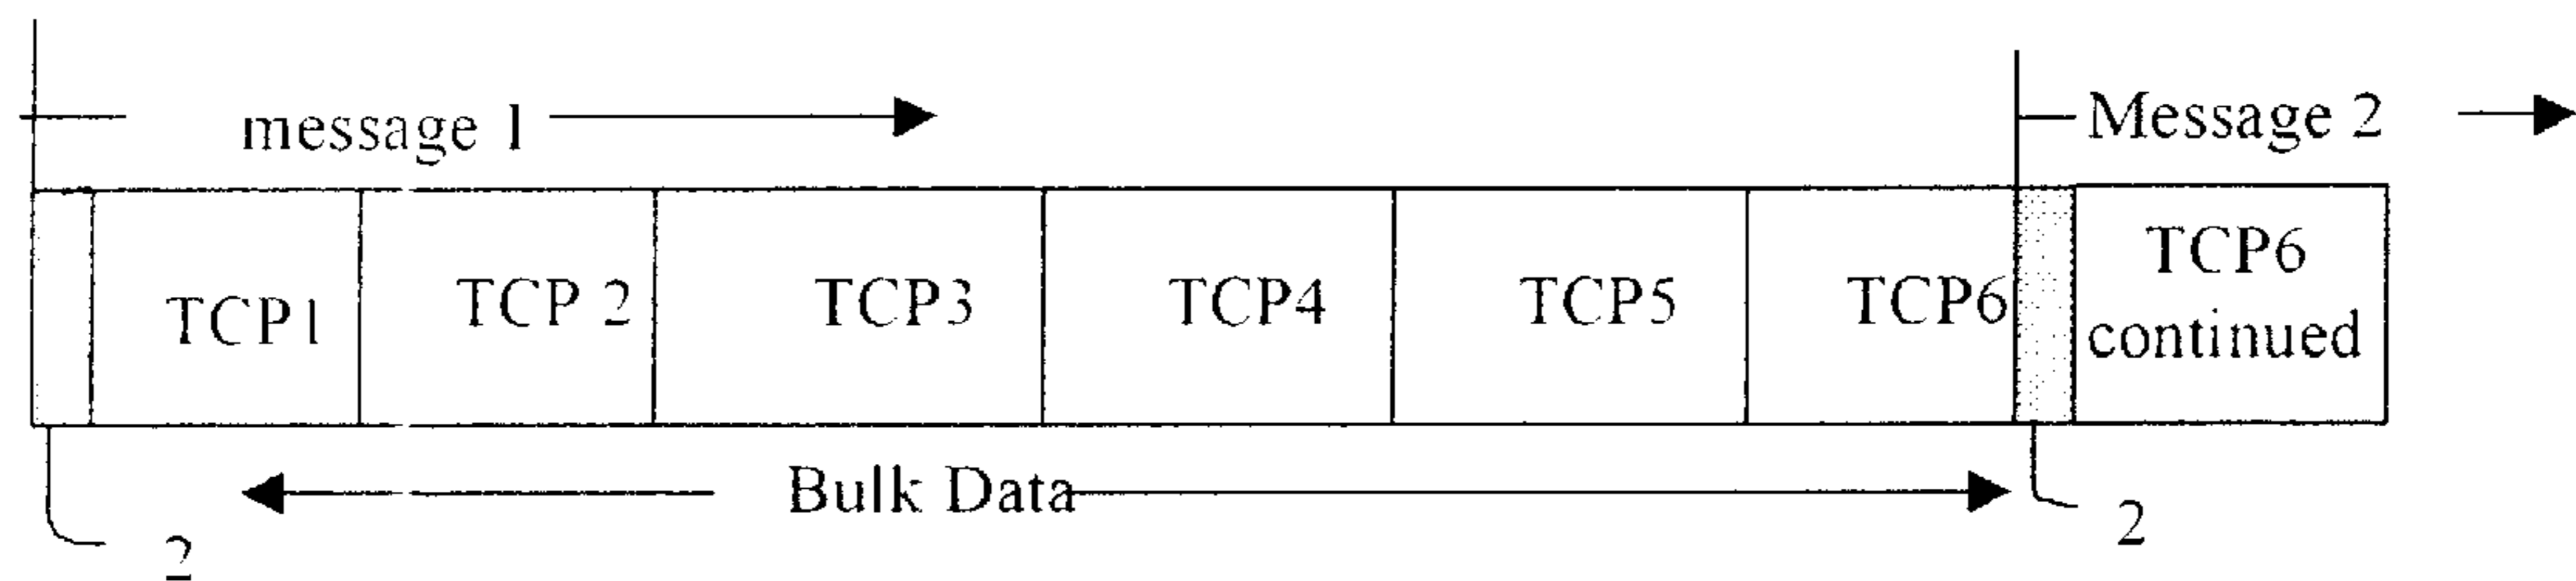 message 1
Message 2
TCP1
TCP 2
TCP3
TCP4
TCP5
TCP6
TCP6
continued
Bulk Data
2
2